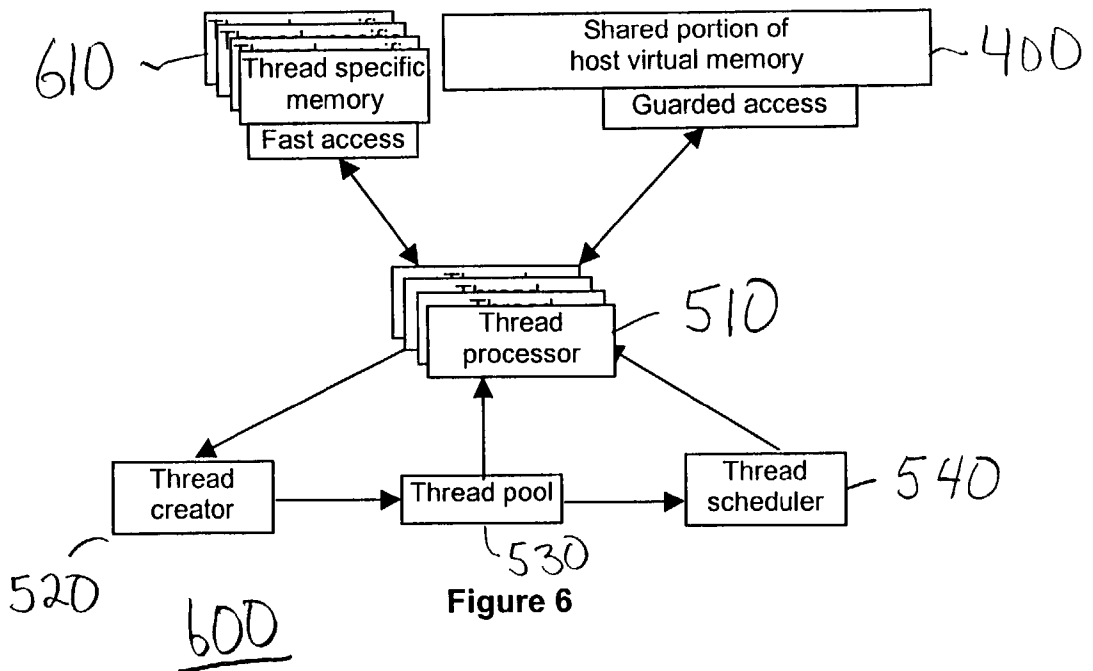 610
Thread specific
memory
Fast access
Shared portion of
host virtual memory
Guarded access
400
Thread
processor
510
Thread
creator
520
Thread pool
530
Thread
scheduler
540
Figure 6
600